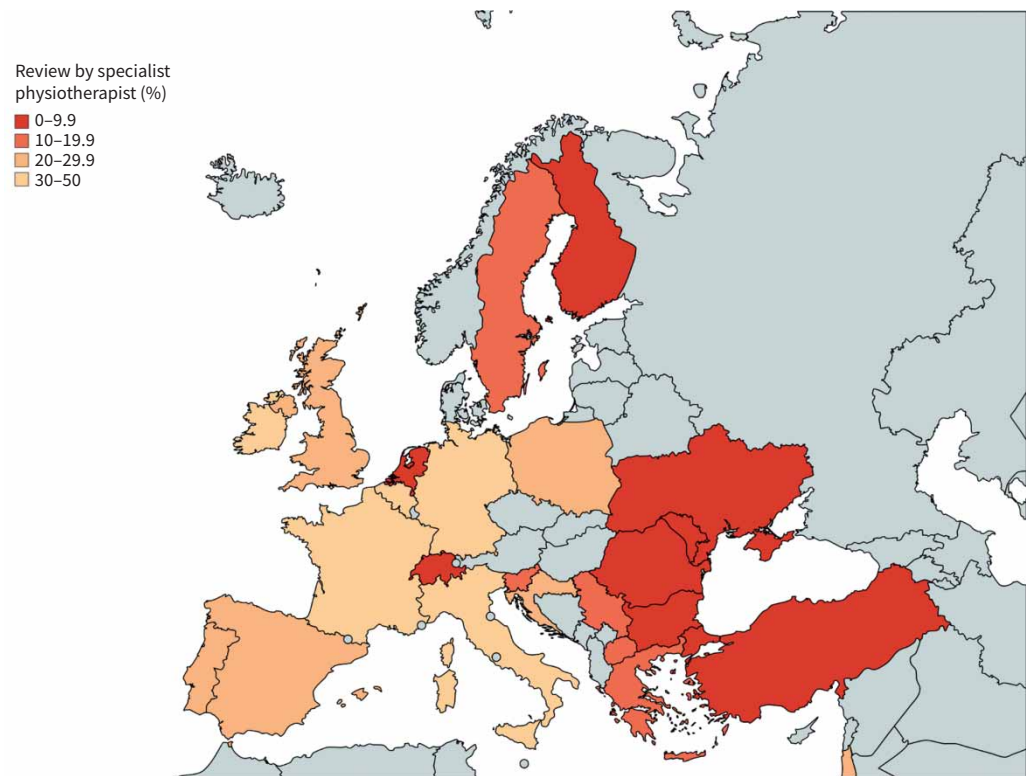 Review by specialist
physiotherapist (%)
0–9.9
10–19.9
20–29.9
30–50